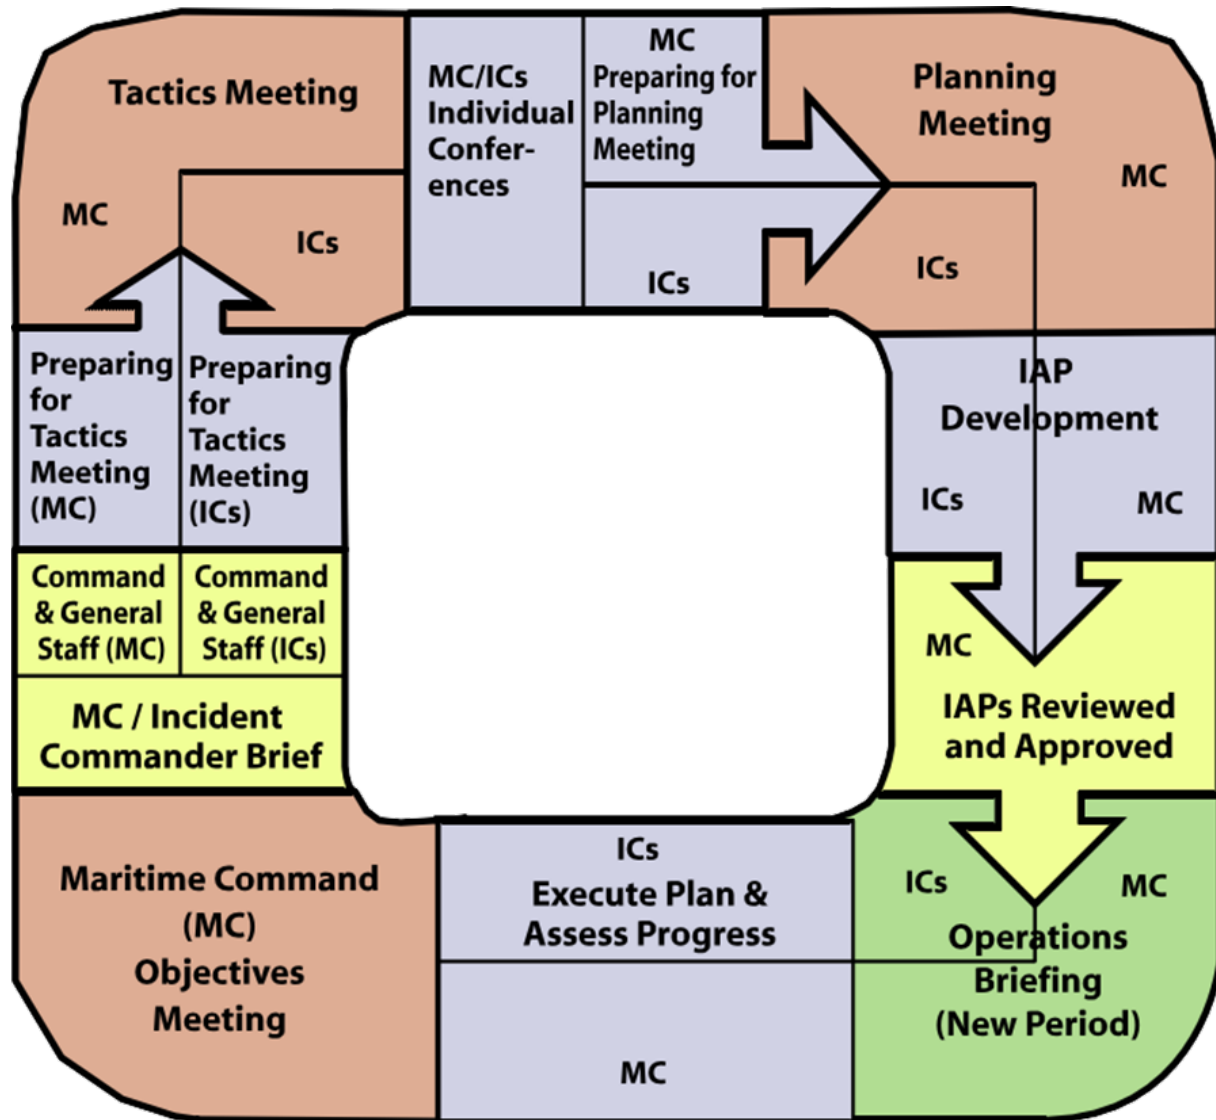 Tactics Meeting
MC
ICs
MC/ICs
Individual
Confer-
ences
MC
Preparing for
Planning
Meeting
ICs
Planning
Meeting
MC
ICs
Preparing
for
Tactics
Meeting
(MC)
Preparing
for
Tactics
Meeting
(ICs)
IAP
Development
ICs
MC
Command
& General
Staff (MC)
Command
& General
Staff (ICs)
MC / Incident
Commander Brief
MC
IAPs Reviewed
and Approved
Maritime Command
(MC)
Objectives
Meeting
ICs
Execute Plan &
Assess Progress
MC
ICs
MC
Operations
Briefing
(New Period)